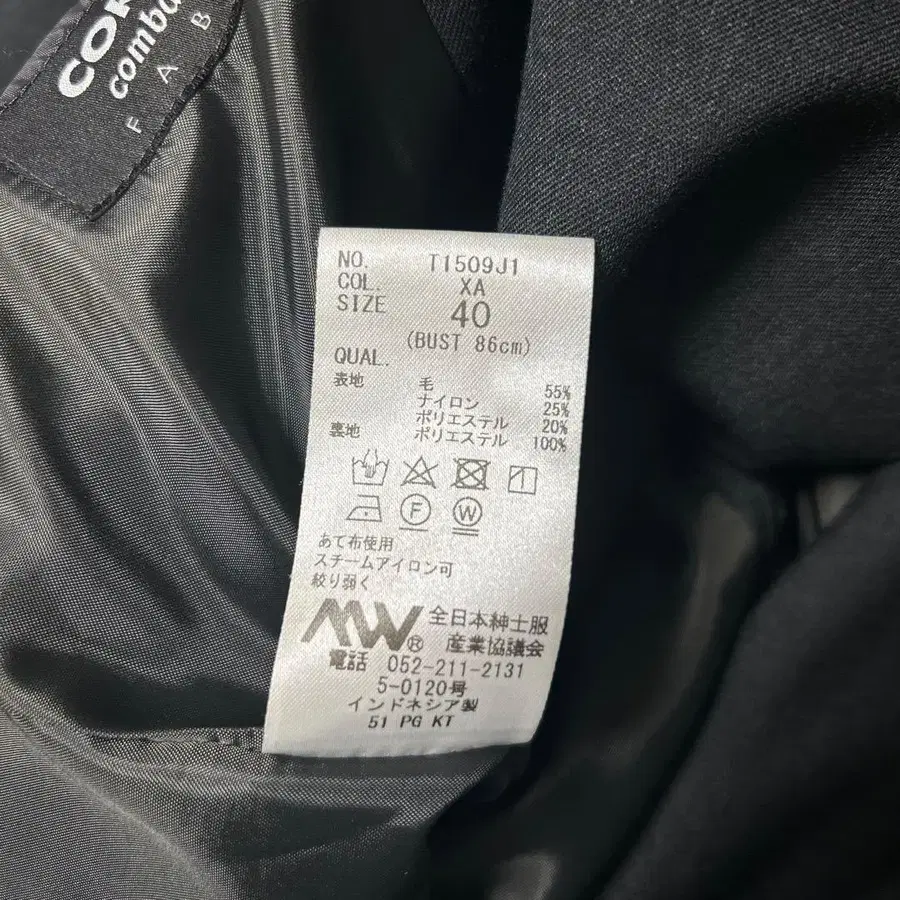 F A B
NO. T1509J1
COL. XA
SIZE 40
(BUST 86cm)
QUAL.
表地 毛 55%
ナイロン 25%
ポリエステル 20%
裏地 ポリエステル 100%
F W
あて布使用
スチームアイロン可
絞り弱く
MW® 全日本紳士服
産業協議会
電話 052-211-2131
5-0120号
インドネシア製
51 PG KT